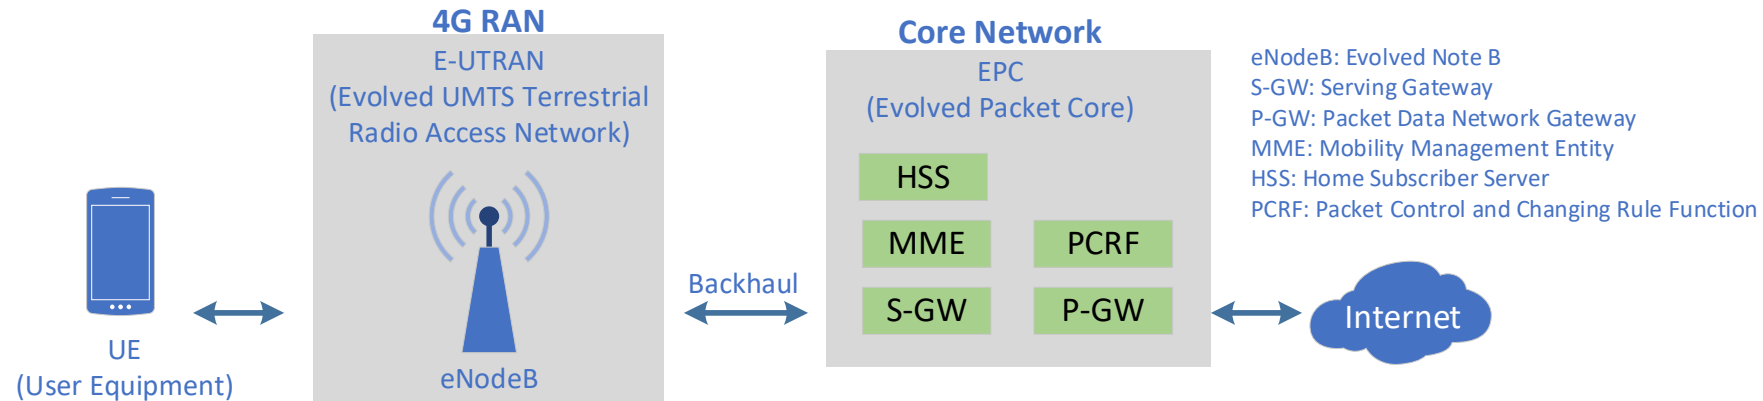 4G RAN
E-UTRAN
(Evolved UMTS Terrestrial
Radio Access Network)
eNodeB
UE
(User Equipment)
Backhaul
Core Network
EPC
(Evolved Packet Core)
HSS
MME
PCRF
S-GW
P-GW
Internet
eNodeB: Evolved Note B
S-GW: Serving Gateway
P-GW: Packet Data Network Gateway
MME: Mobility Management Entity
HSS: Home Subscriber Server
PCRF: Packet Control and Changing Rule Function